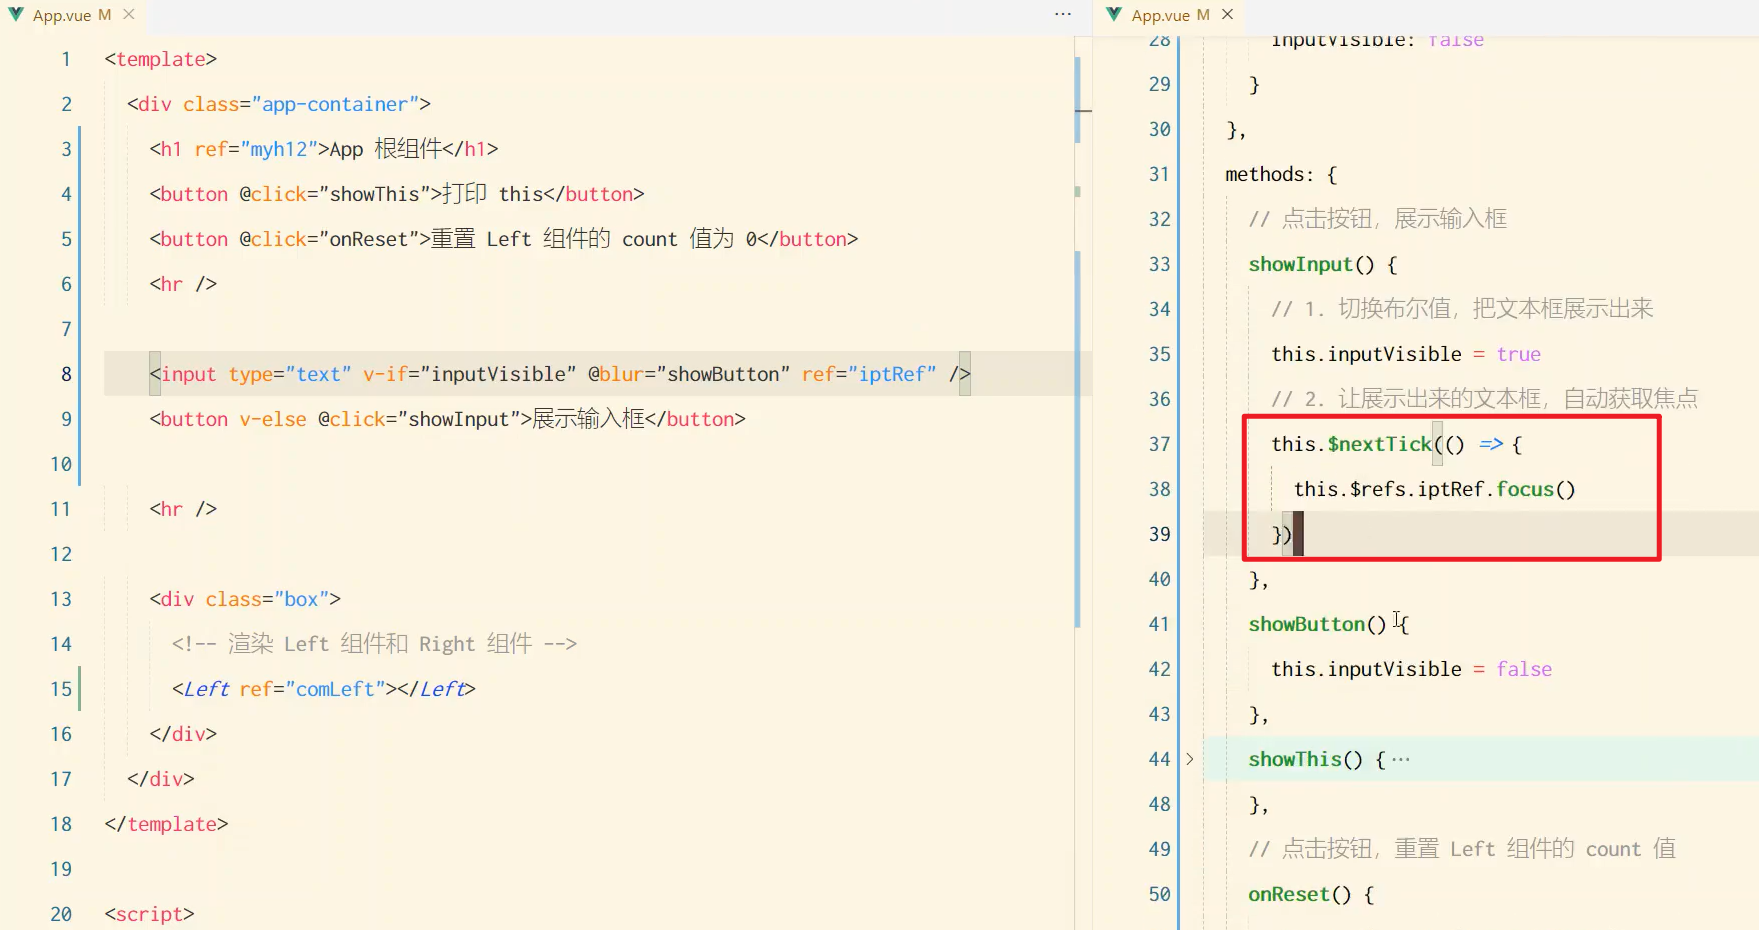 App.vue M ×
1 <template>
2 <div class="app-container">
3 <h1 ref="myh12">App 根组件</h1>
4 <button @click="showThis">打印 this</button>
5 <button @click="onReset">重置 Left 组件的 count 值为 0</button>
6 <hr />
7
8 <input type="text" v-if="inputVisible" @blur="showButton" ref="iptRef" />
9 <button v-else @click="showInput">展示输入框</button>
10
11 <hr />
12
13 <div class="box">
14 <!-- 渲染 Left 组件和 Right 组件 -->
15 <Left ref="comLeft"></Left>
16 </div>
17 </div>
18 </template>
19
20 <script>
App.vue M ×
28 inputVisible: false
29 }
30 },
31 methods: {
32 // 点击按钮，展示输入框
33 showInput() {
34 // 1. 切换布尔值，把文本框展示出来
35 this.inputVisible = true
36 // 2. 让展示出来的文本框，自动获取焦点
37 this.$nextTick(() => {
38 this.$refs.iptRef.focus()
39 })
40 },
41 showButton() {
42 this.inputVisible = false
43 },
44 showThis() {···
48 },
49 // 点击按钮，重置 Left 组件的 count 值
50 onReset() {